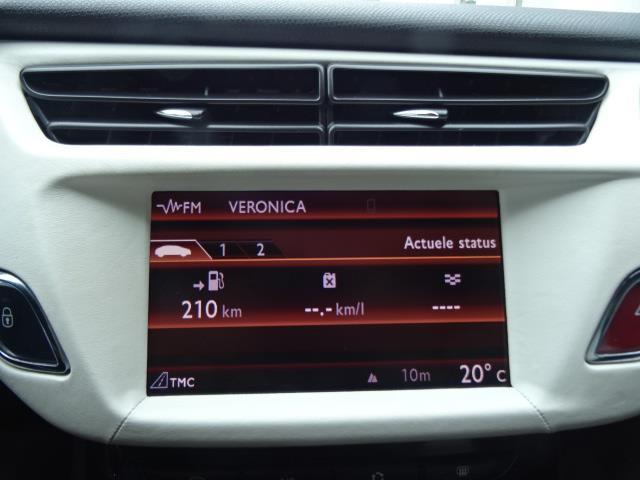 FM VERONICA
1 2 Actuele status
210 km --.- km/l ----
TMC 10m 20° C